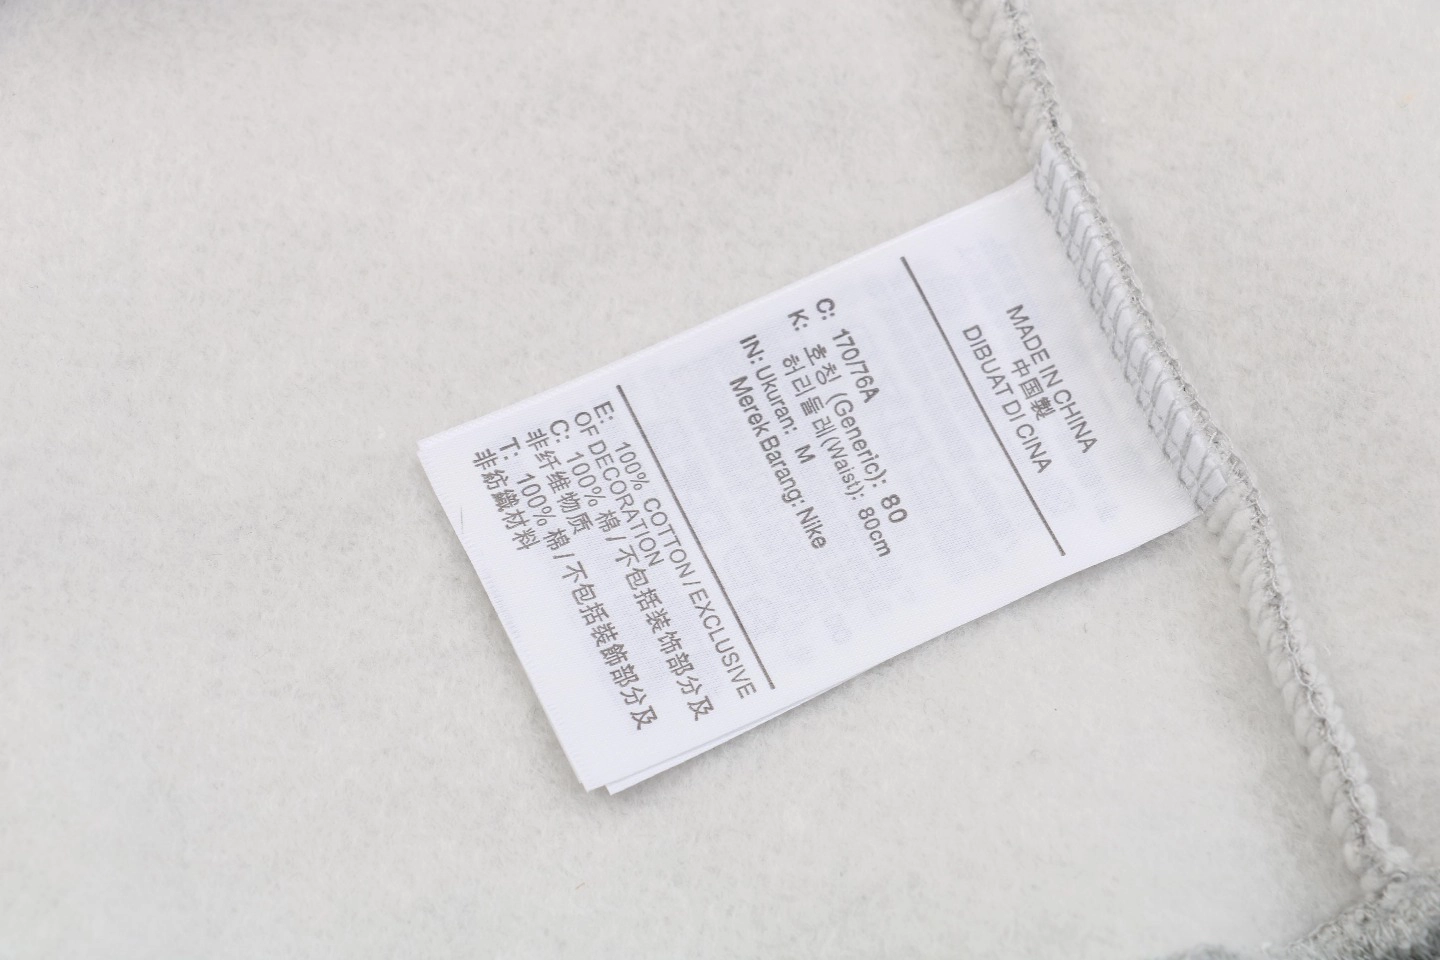 MADE IN CHINA
中国製
DIBUAT DI CINA
C: 170/76A
K: 호칭 (Generic): 80
허리둘레(Waist): 80cm
IN: Ukuran: M
Merek Barang: Nike
E: 100% COTTON / EXCLUSIVE
OF DECORATION
C: 100% 棉 / 不包括装饰部分及
非纤维物质
T: 100% 棉 / 不包括裝飾部分及
非紡織材料